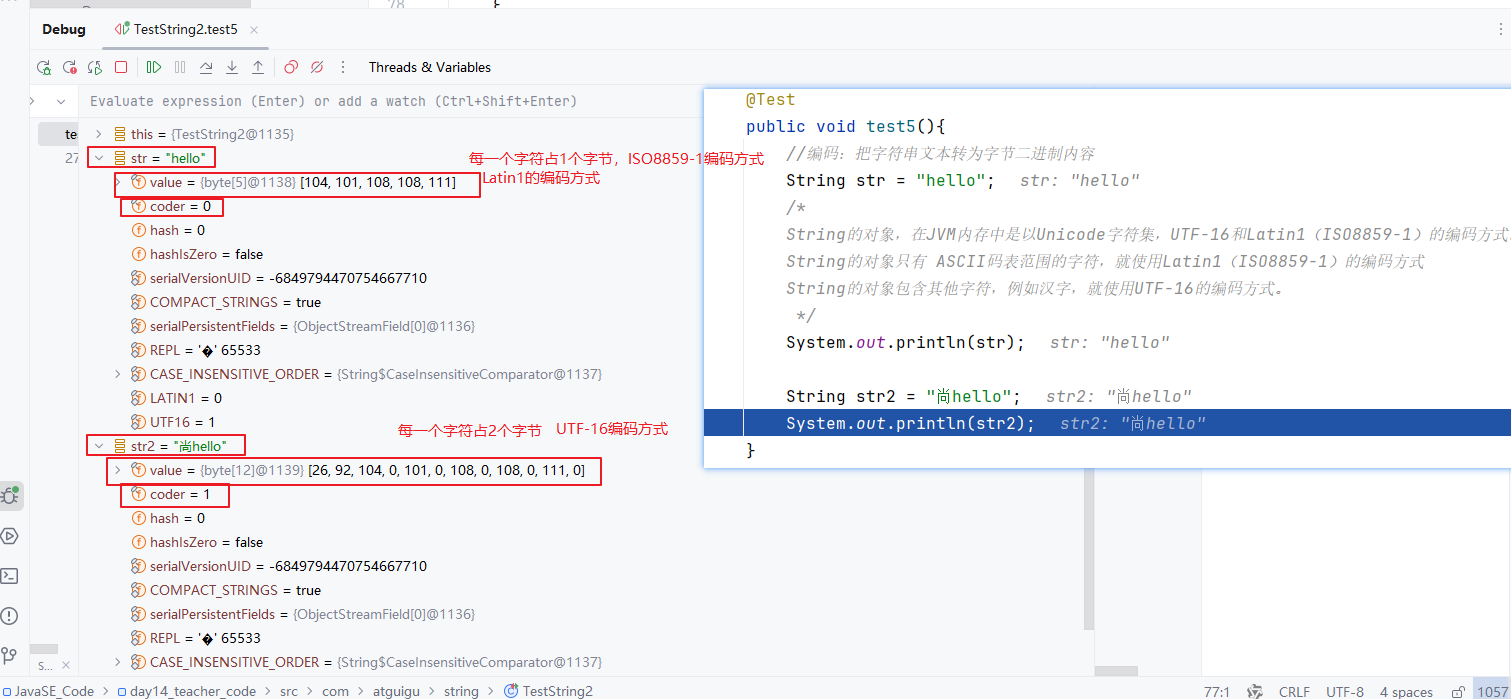 78
}
Debug
TestString2.test5
Threads & Variables
Evaluate expression (Enter) or add a watch (Ctrl+Shift+Enter)
te
27
this = {TestString2@1135}
str = "hello"
value = {byte[5]@1138} [104, 101, 108, 108, 111]
coder = 0
hash = 0
hashIsZero = false
serialVersionUID = -6849794470754667710
COMPACT_STRINGS = true
serialPersistentFields = {ObjectStreamField[0]@1136}
REPL = '�' 65533
CASE_INSENSITIVE_ORDER = {String$CaseInsensitiveComparator@1137}
LATIN1 = 0
UTF16 = 1
str2 = "尚hello"
value = {byte[12]@1139} [26, 92, 104, 0, 101, 0, 108, 0, 108, 0, 111, 0]
coder = 1
hash = 0
hashIsZero = false
serialVersionUID = -6849794470754667710
COMPACT_STRINGS = true
serialPersistentFields = {ObjectStreamField[0]@1136}
REPL = '�' 65533
CASE_INSENSITIVE_ORDER = {String$CaseInsensitiveComparator@1137}
每一个字符占1个字节，ISO8859-1编码方式
Latin1的编码方式
每一个字符占2个字节 UTF-16编码方式
@Test
public void test5(){
//编码：把字符串文本转为字节二进制内容
String str = "hello"; str: "hello"
/*
String的对象，在JVM内存中是以Unicode字符集，UTF-16和Latin1（ISO8859-1）的编码方式
String的对象只有 ASCII码表范围的字符，就使用Latin1（ISO8859-1）的编码方式
String的对象包含其他字符，例如汉字，就使用UTF-16的编码方式。
*/
System.out.println(str); str: "hello"
String str2 = "尚hello"; str2: "尚hello"
System.out.println(str2); str2: "尚hello"
}
S...
JavaSE_Code > day14_teacher_code > src > com > atguigu > string > TestString2
77:1 CRLF UTF-8 4 spaces 1057